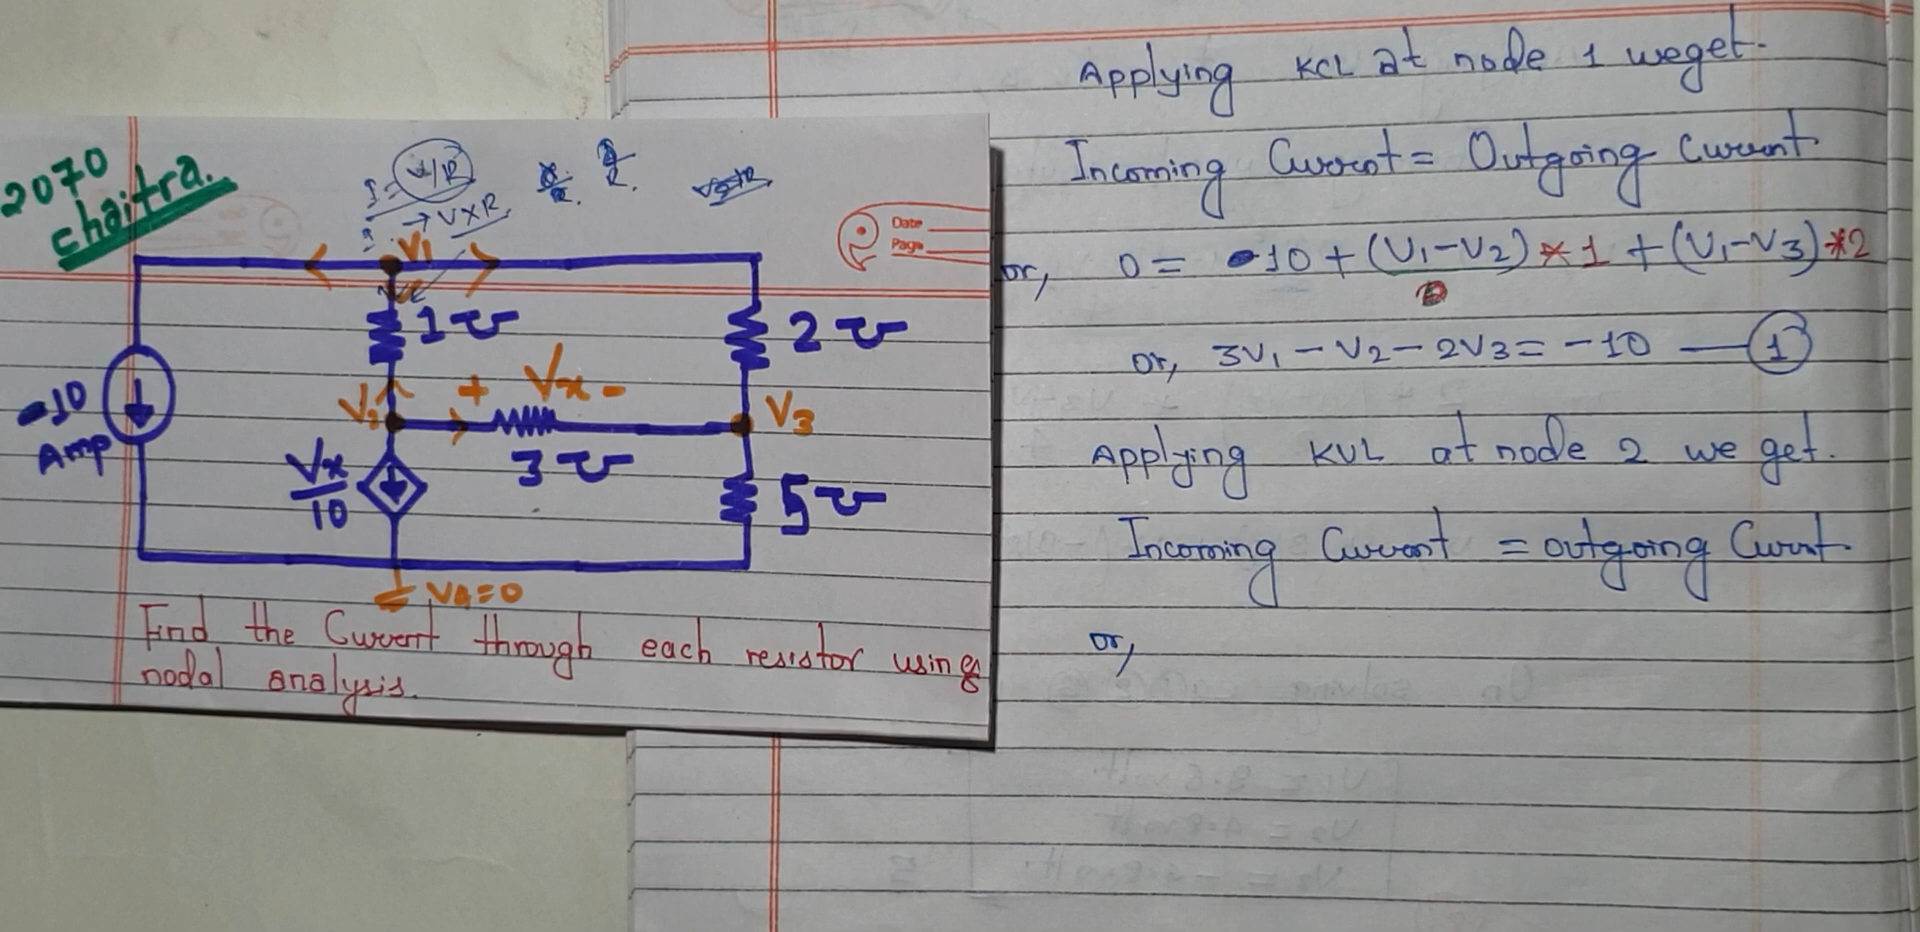 2070
chaitra.
I = V/R
→ V×R
Date
Page
V1
1 ℧
2 ℧
-10
Amp
V2
+ Vx -
V3
3 ℧
Vx/10
5 ℧
V4=0
Find the Current through each resistor using
nodal analysis.
Applying KCL at node 1 we get.
Incoming Current = Outgoing Current
or, 0 = -10 + (V1-V2) * 1 + (V1-V3) * 2
or, 3V1 - V2 - 2V3 = -10 — 1
Applying KVL at node 2 we get.
Incoming Current = outgoing Current
or,